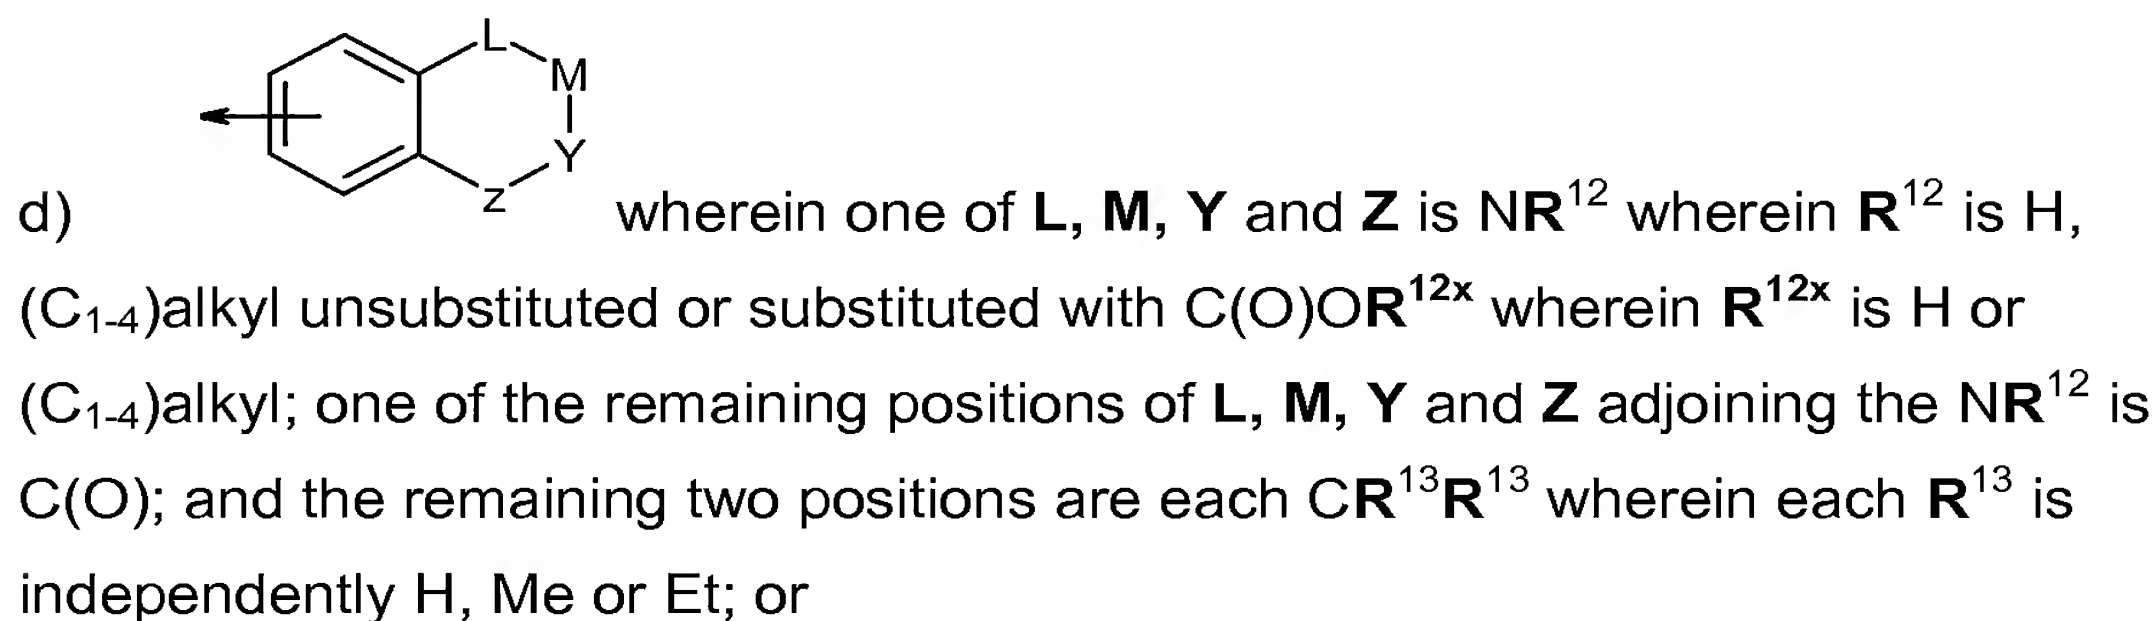 L
M
Y
Z
d) wherein one of L, M, Y and Z is NR¹² wherein R¹² is H,
(C₁₋₄)alkyl unsubstituted or substituted with C(O)OR¹²ˣ wherein R¹²ˣ is H or
(C₁₋₄)alkyl; one of the remaining positions of L, M, Y and Z adjoining the NR¹² is
C(O); and the remaining two positions are each CR¹³R¹³ wherein each R¹³ is
independently H, Me or Et; or